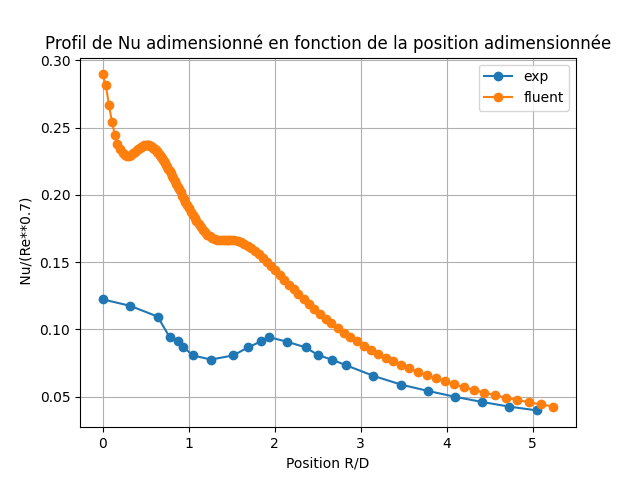 Profil de Nu adimensionné en fonction de la position adimensionnée
0.30
0.25
0.20
0.15
0.10
0.05
Nu/(Re**0.7)
exp
fluent
0 1 2 3 4 5
Position R/D